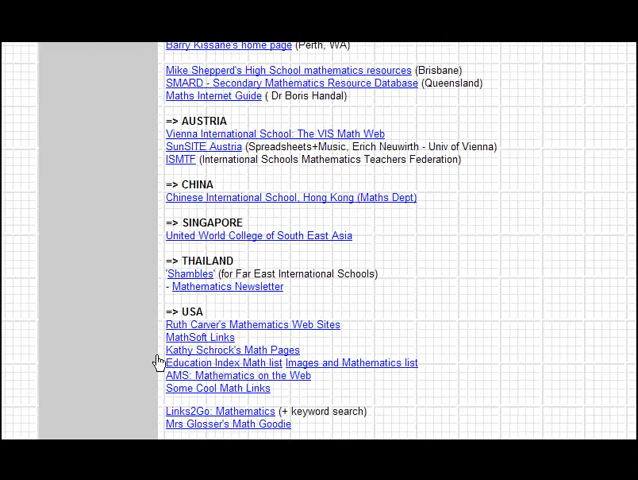 Barry Kissane's home page (Perth, WA)
Mike Shepperd's High School mathematics resources (Brisbane)
SMARD - Secondary Mathematics Resource Database (Queensland)
Maths Internet Guide ( Dr Boris Handal)
=> AUSTRIA
Vienna International School: The VIS Math Web
SunSITE Austria (Spreadsheets+Music, Erich Neuwirth - Univ of Vienna)
ISMTF (International Schools Mathematics Teachers Federation)
=> CHINA
Chinese International School, Hong Kong (Maths Dept)
=> SINGAPORE
United World College of South East Asia
=> THAILAND
'Shambles' (for Far East International Schools)
- Mathematics Newsletter
=> USA
Ruth Carver's Mathematics Web Sites
MathSoft Links
Kathy Schrock's Math Pages
Education Index Math list Images and Mathematics list
AMS: Mathematics on the Web
Some Cool Math Links
Links2Go: Mathematics (+ keyword search)
Mrs Glosser's Math Goodie